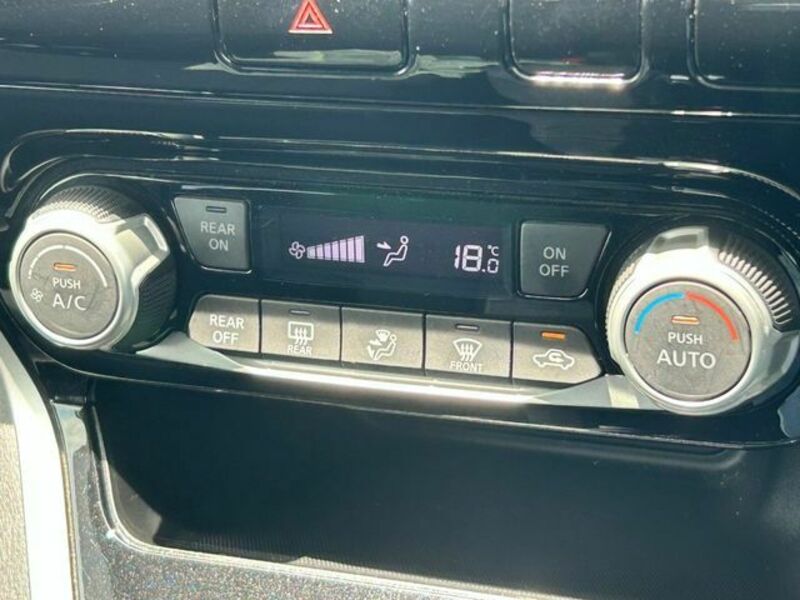 REAR
ON
18.0
°C
ON
OFF
PUSH
A/C
REAR
OFF
REAR
FRONT
PUSH
AUTO